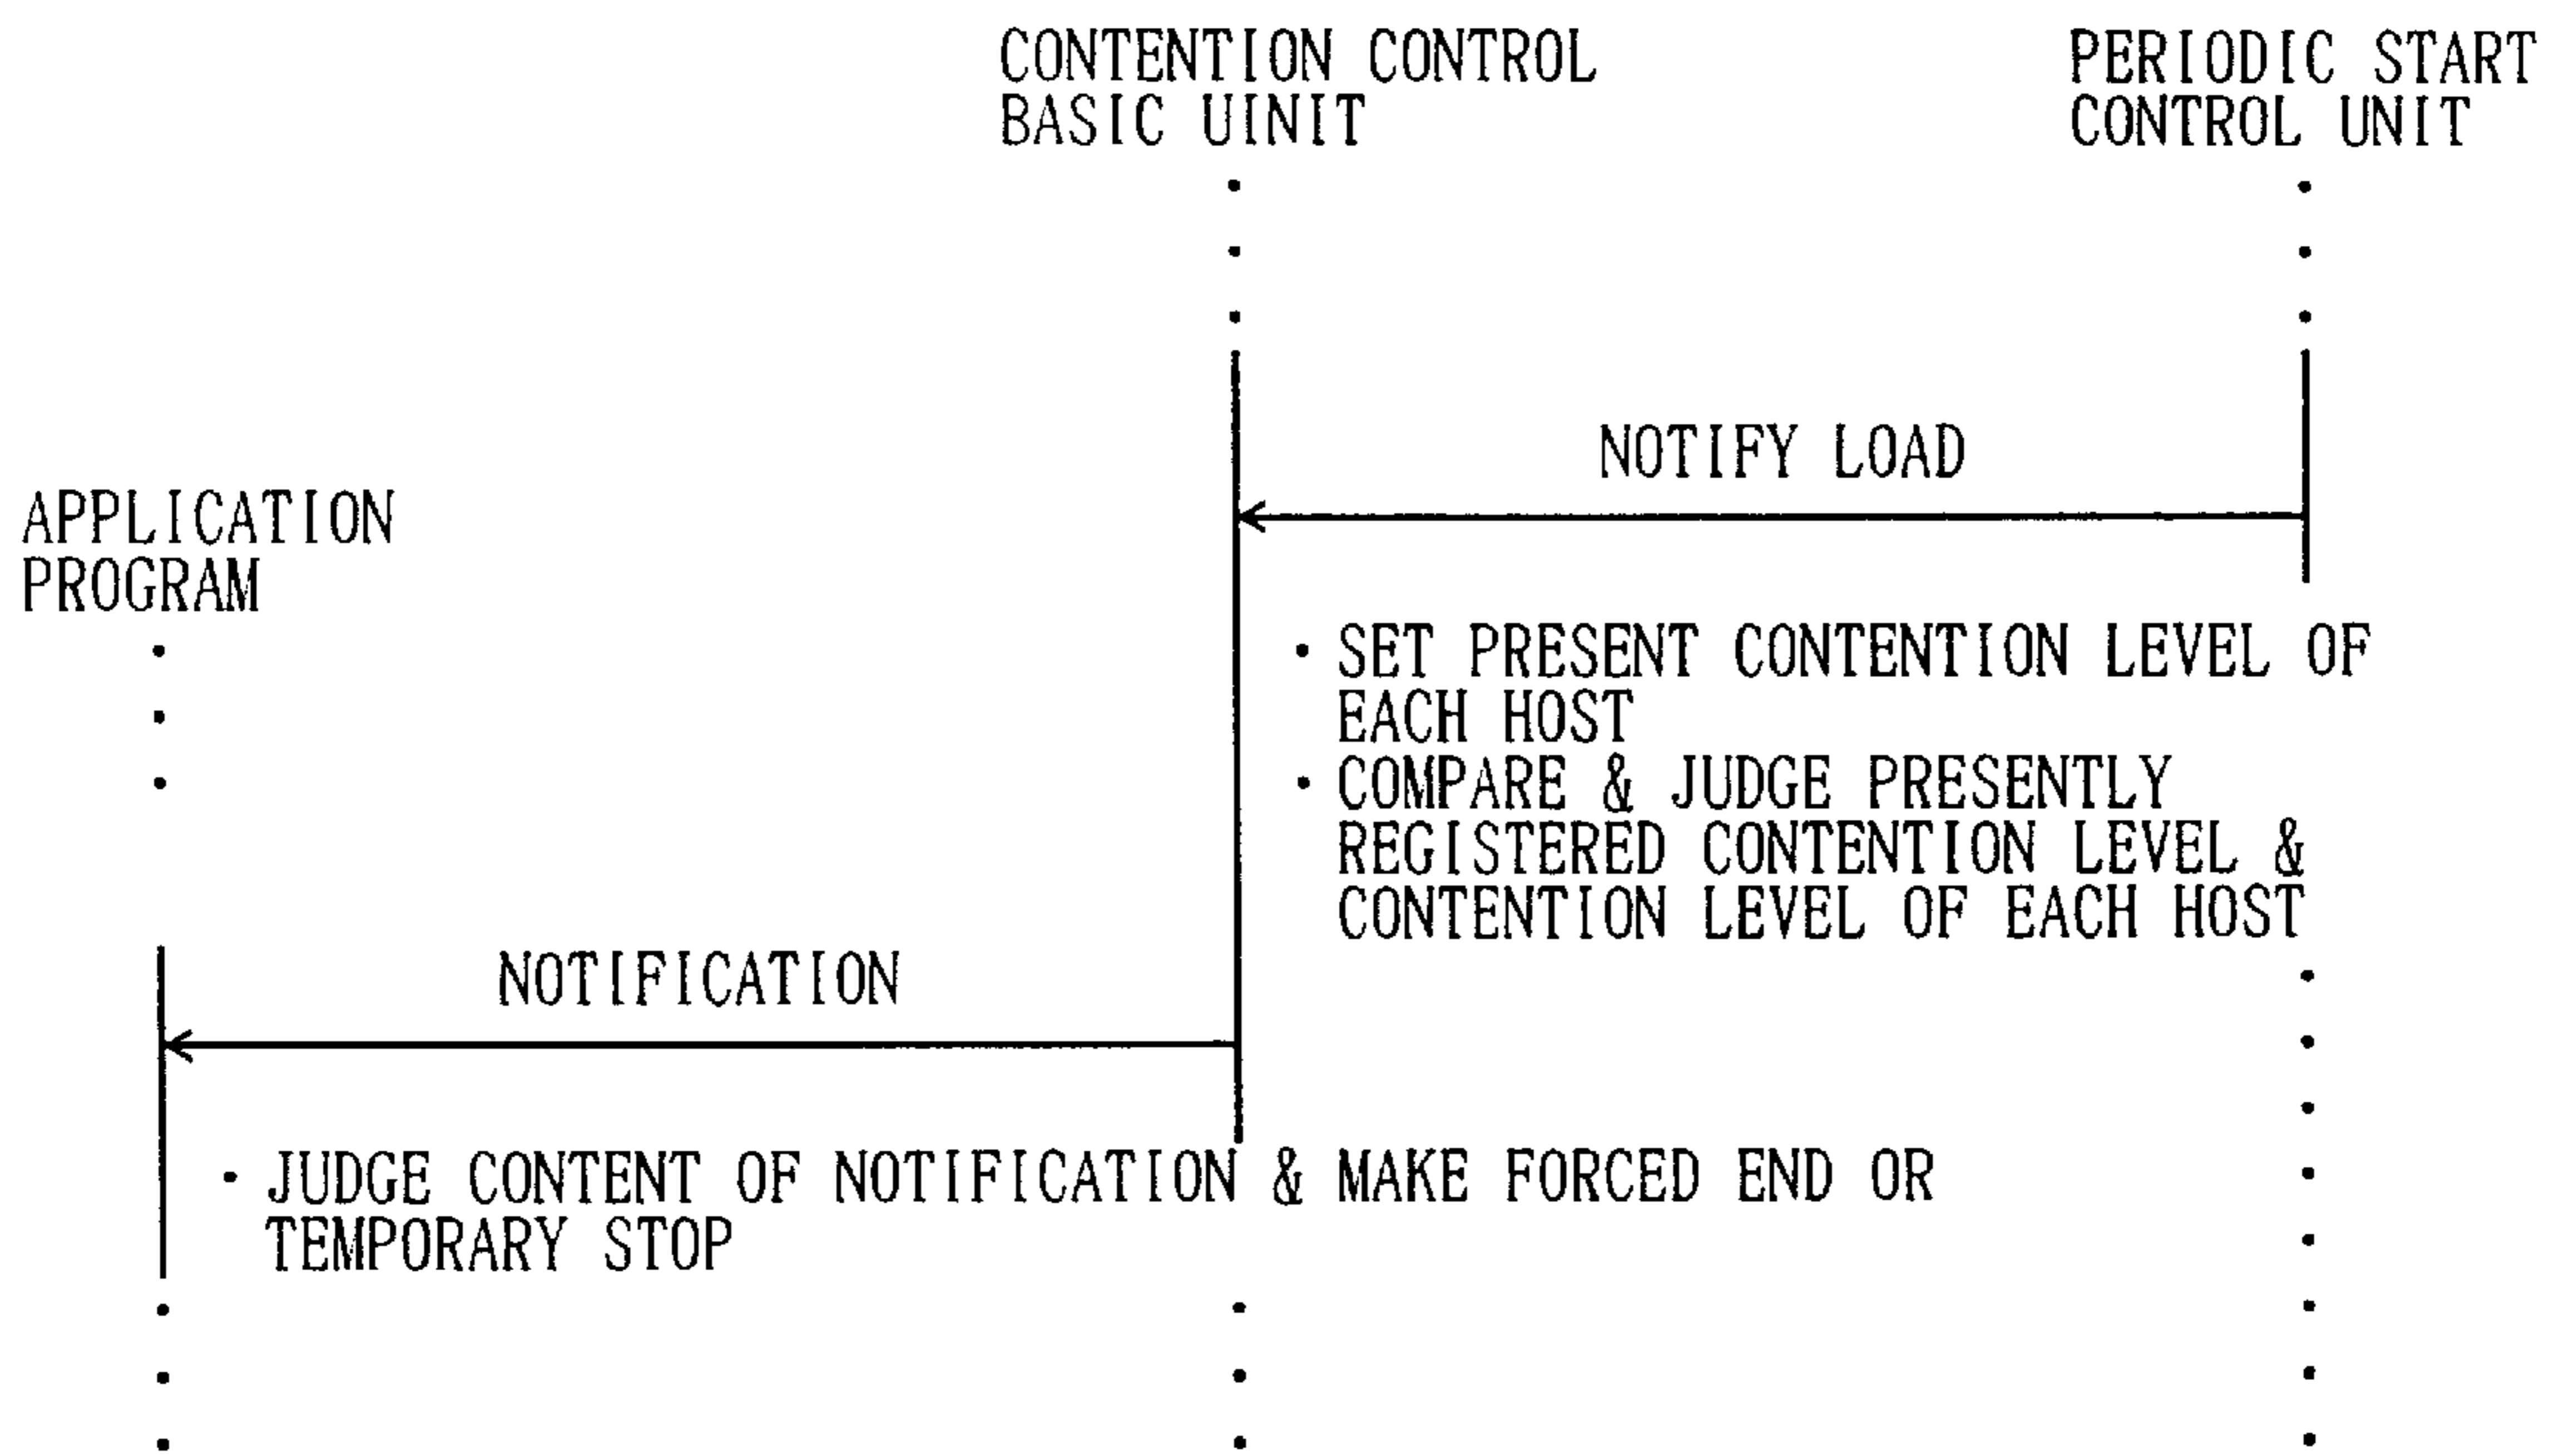 CONTENTION CONTROL
BASIC UINIT
PERIODIC START
CONTROL UNIT
NOTIFY LOAD
APPLICATION
PROGRAM
・SET PRESENT CONTENTION LEVEL OF
EACH HOST
・COMPARE & JUDGE PRESENTLY
REGISTERED CONTENTION LEVEL &
CONTENTION LEVEL OF EACH HOST
NOTIFICATION
・JUDGE CONTENT OF NOTIFICATION & MAKE FORCED END OR
TEMPORARY STOP